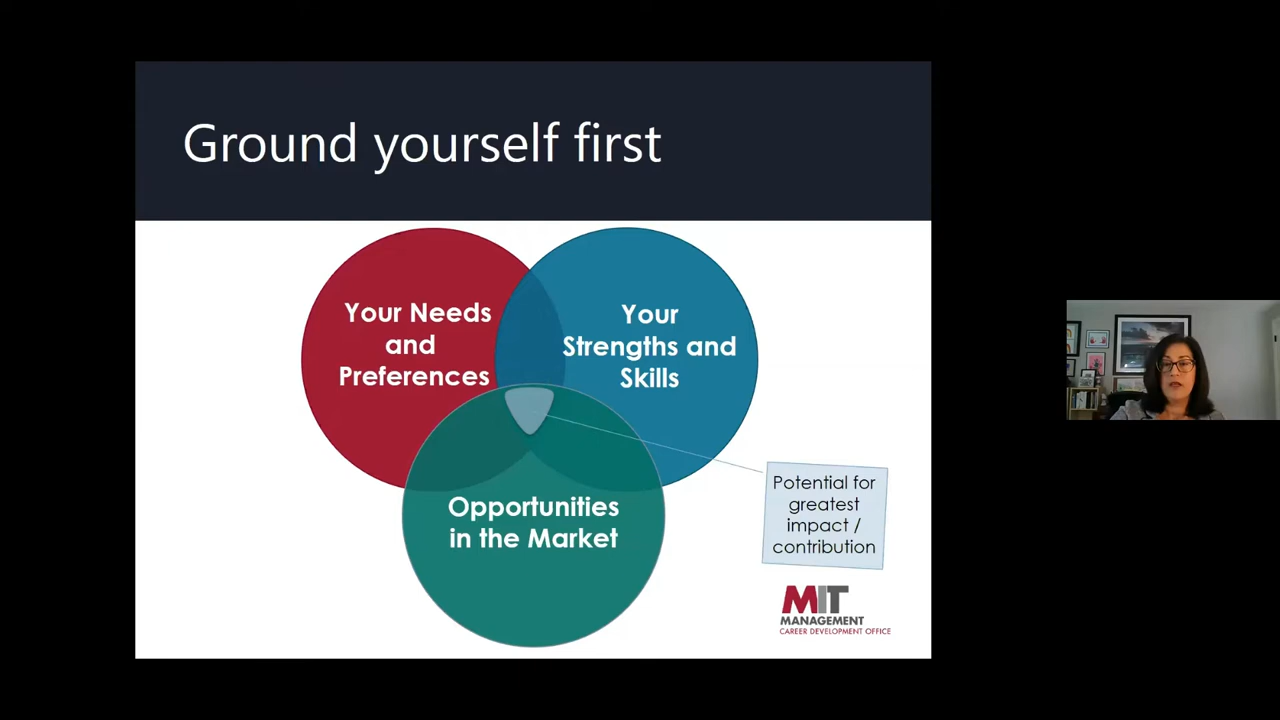 Ground yourself first
Your Needs
and
Preferences
Your
Strengths and
Skills
Opportunities
in the Market
Potential for
greatest
impact /
contribution
MIT
MANAGEMENT
CAREER DEVELOPMENT OFFICE